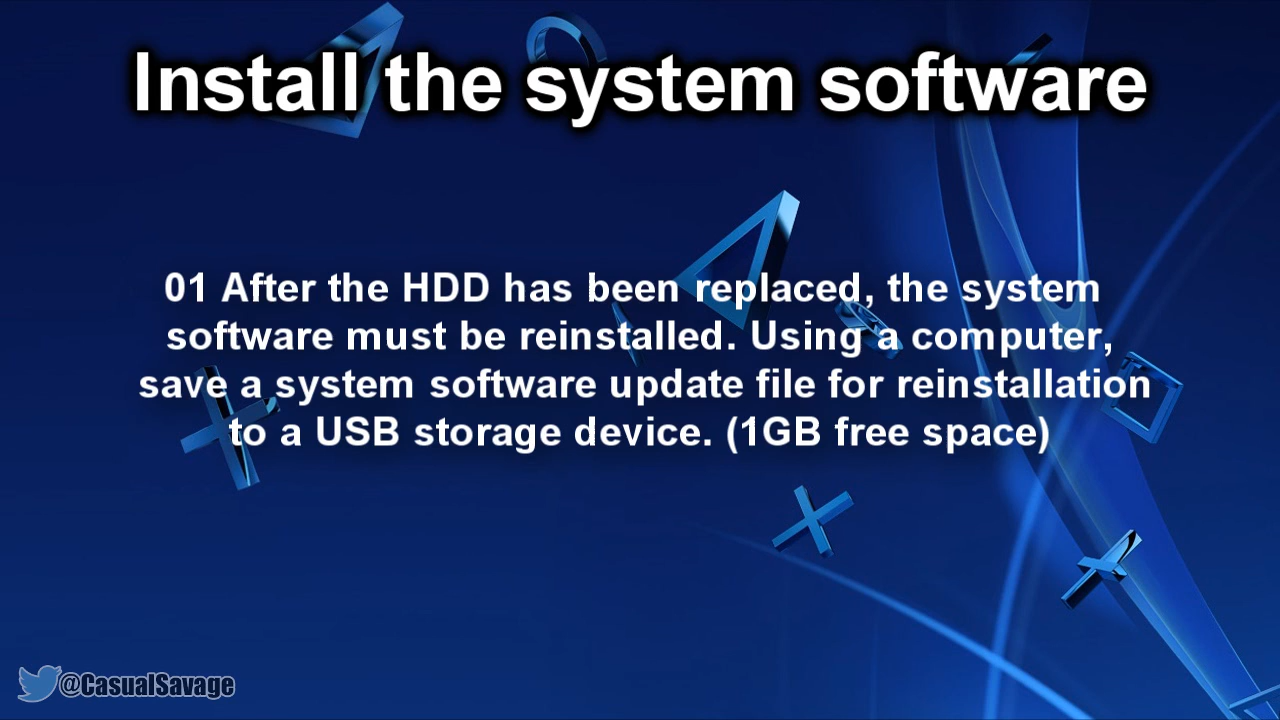 Install the system software
01 After the HDD has been replaced, the system
software must be reinstalled. Using a computer,
save a system software update file for reinstallation
to a USB storage device. (1GB free space)
@CasualSavage